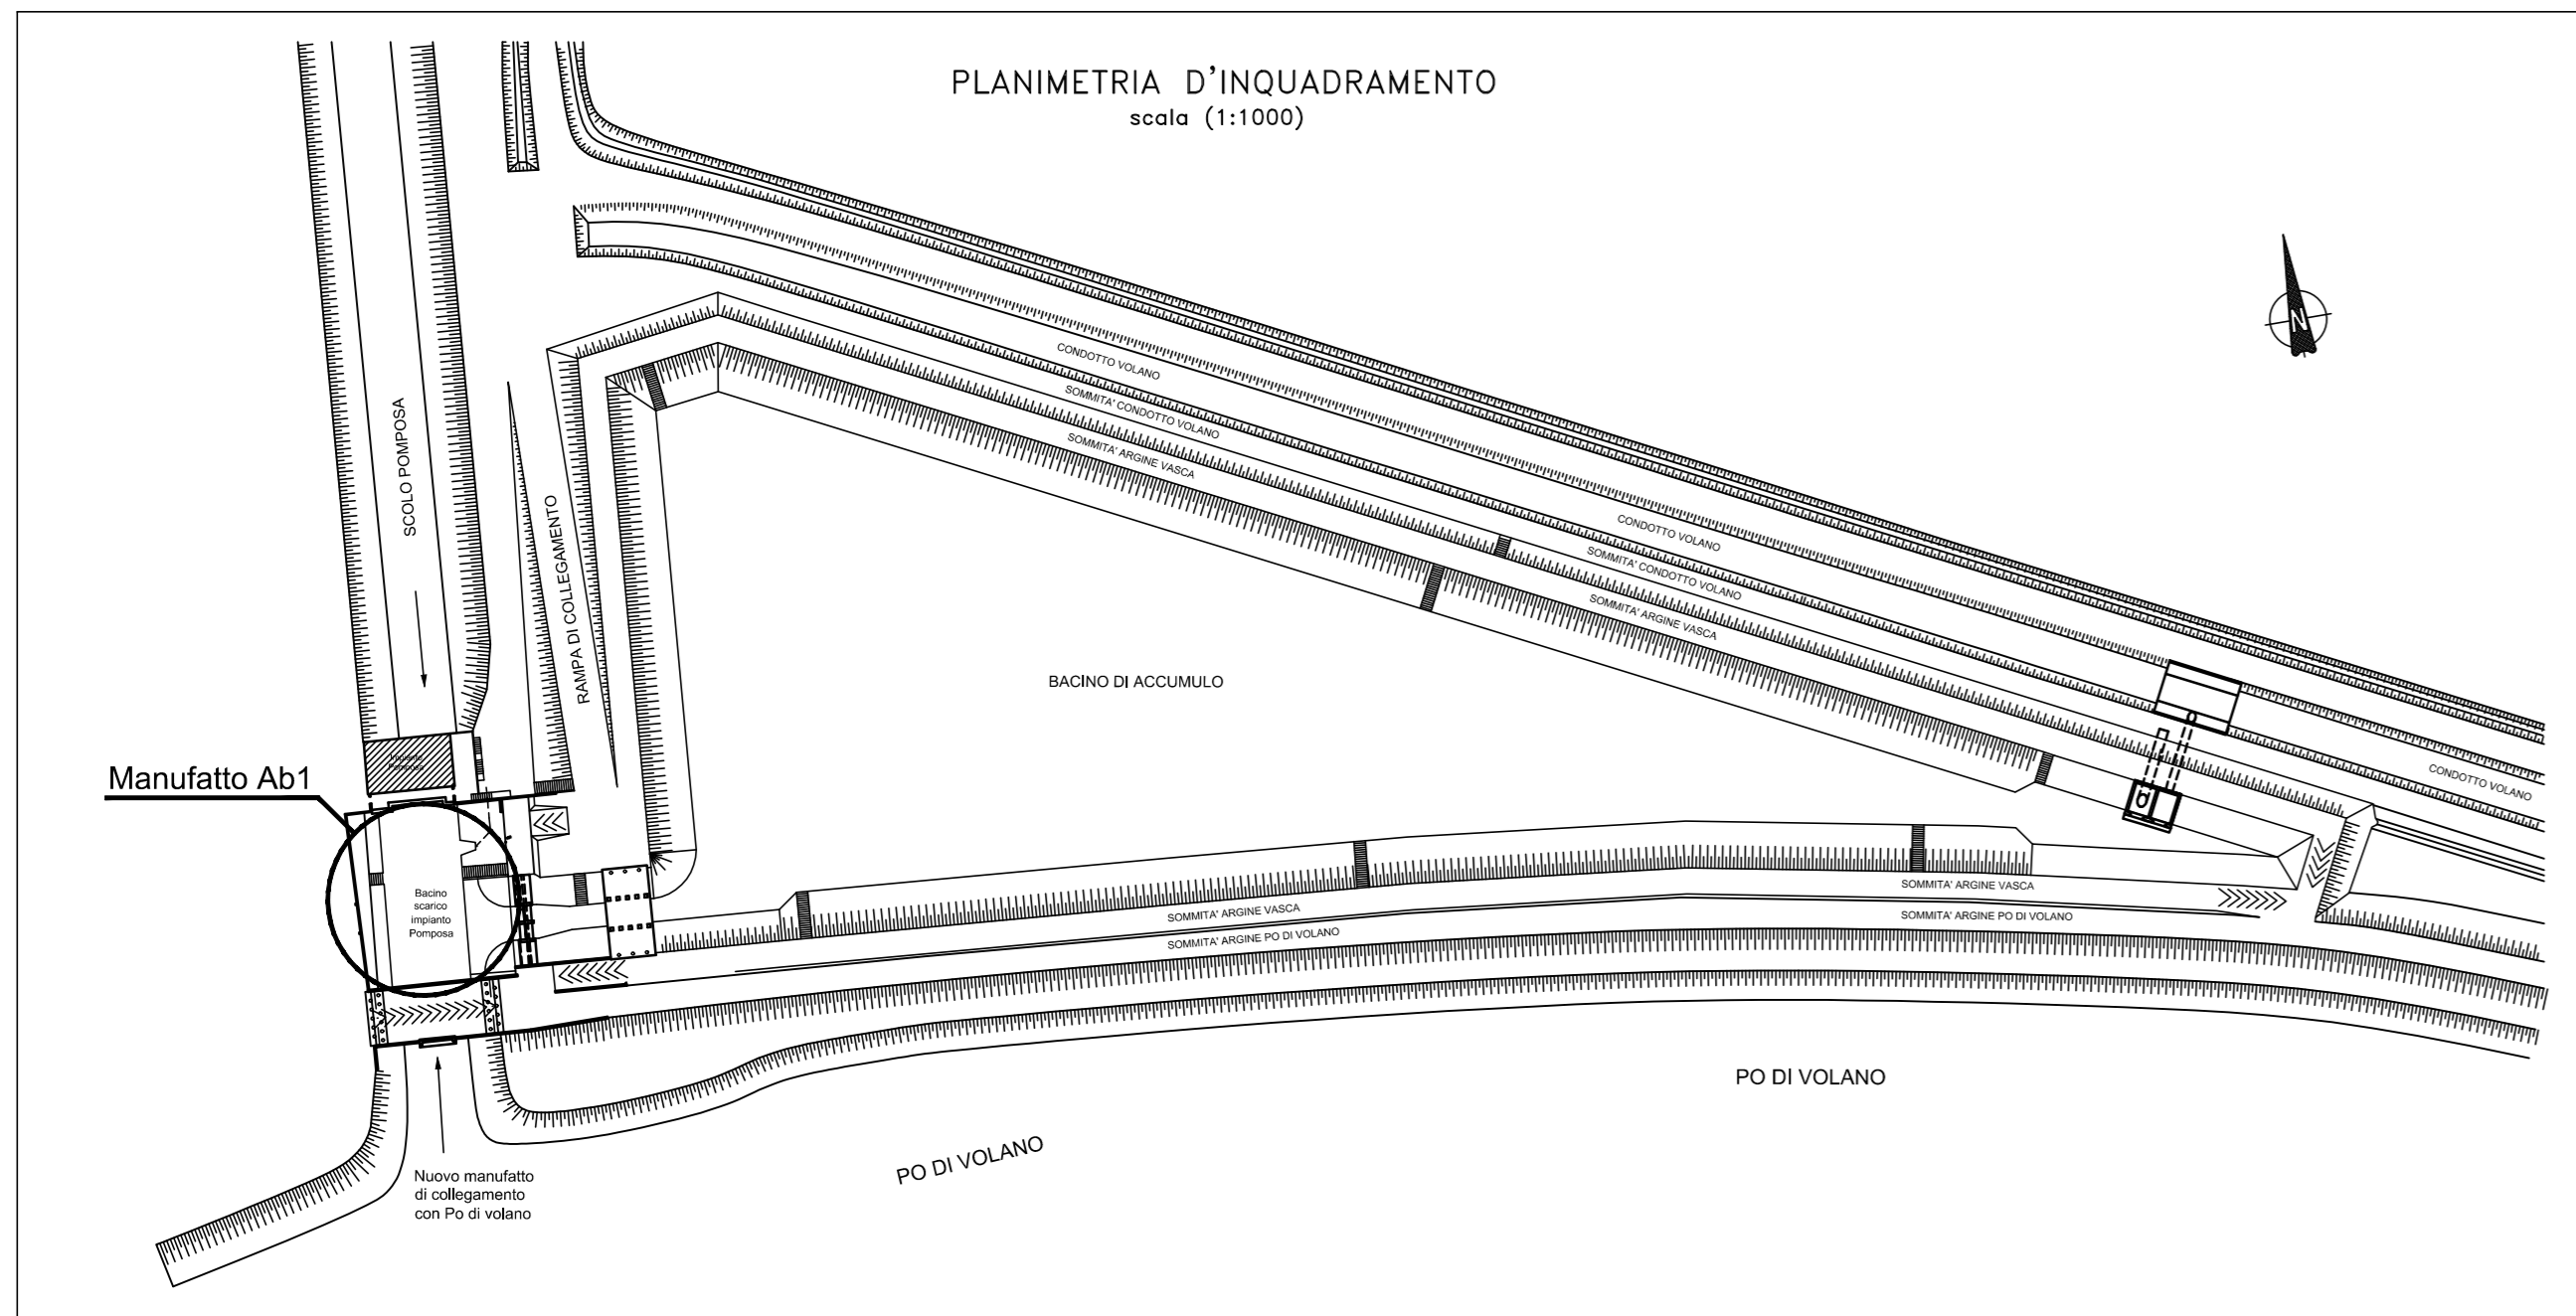 PLANIMETRIA D'INQUADRAMENTO
scala (1:1000)
N
CONDOTTO VOLANO
SOMMITA' CONDOTTO VOLANO
SOMMITA' ARGINE VASCA
SCOLO POMPOSA
RAMPA DI COLLEGAMENTO
CONDOTTO VOLANO
SOMMITA' CONDOTTO VOLANO
SOMMITA' ARGINE VASCA
BACINO DI ACCUMULO
CONDOTTO VOLANO
Impianto
Pomposa
Manufatto Ab1
Bacino
scarico
impianto
Pomposa
SOMMITA' ARGINE VASCA
SOMMITA' ARGINE PO DI VOLANO
SOMMITA' ARGINE VASCA
SOMMITA' ARGINE PO DI VOLANO
PO DI VOLANO
PO DI VOLANO
Nuovo manufatto
di collegamento
con Po di volano